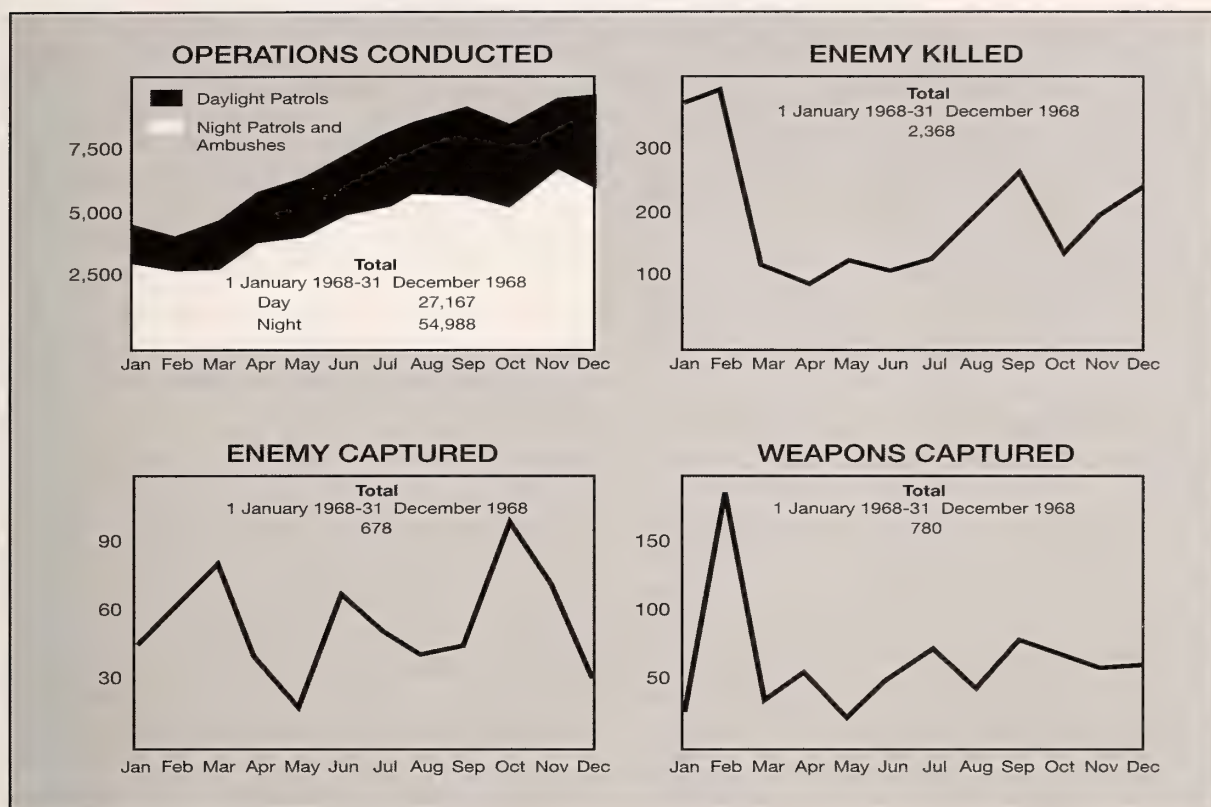 OPERATIONS CONDUCTED
Daylight Patrols
Night Patrols and
Ambushes
7,500
5,000
2,500
Total
1 January 1968-31 December 1968
Day 27,167
Night 54,988
Jan Feb Mar Apr May Jun Jul Aug Sep Oct Nov Dec
ENEMY KILLED
Total
1 January 1968-31 December 1968
2,368
300
200
100
Jan Feb Mar Apr May Jun Jul Aug Sep Oct Nov Dec
ENEMY CAPTURED
Total
1 January 1968-31 December 1968
678
90
60
30
Jan Feb Mar Apr May Jun Jul Aug Sep Oct Nov Dec
WEAPONS CAPTURED
Total
1 January 1968-31 December 1968
780
150
100
50
Jan Feb Mar Apr May Jun Jul Aug Sep Oct Nov Dec